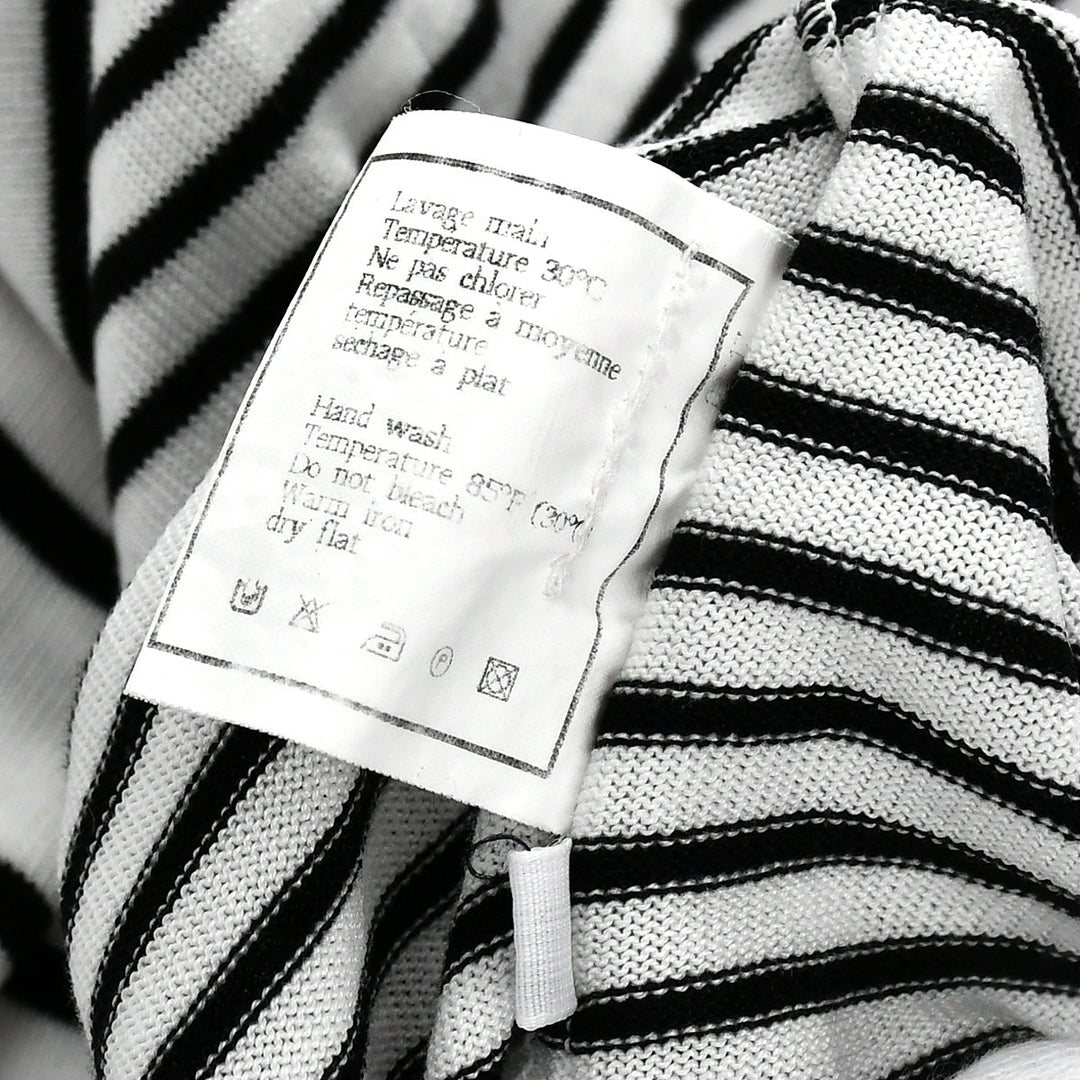 Lavage main
Temperature 30°C
Ne pas chlorer
Repassage a moyenne
température
sechage à plat
Hand wash
Temperature 85°F (30°
Do not bleach
Warm iron
dry flat
P